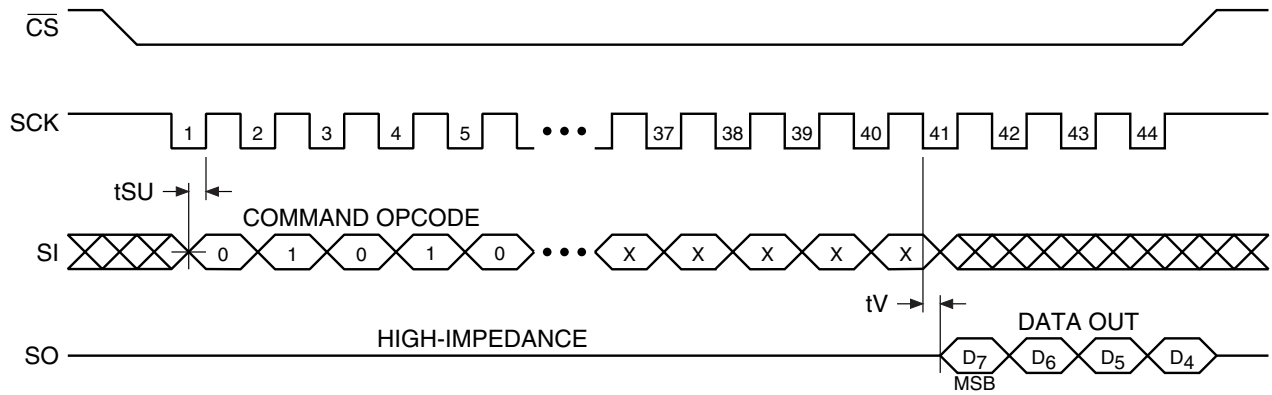 CS
SCK 1 2 3 4 5 ••• 37 38 39 40 41 42 43 44
tSU
COMMAND OPCODE
SI 0 1 0 1 0 ••• X X X X X
tV
HIGH-IMPEDANCE
DATA OUT
SO D7 D6 D5 D4
MSB